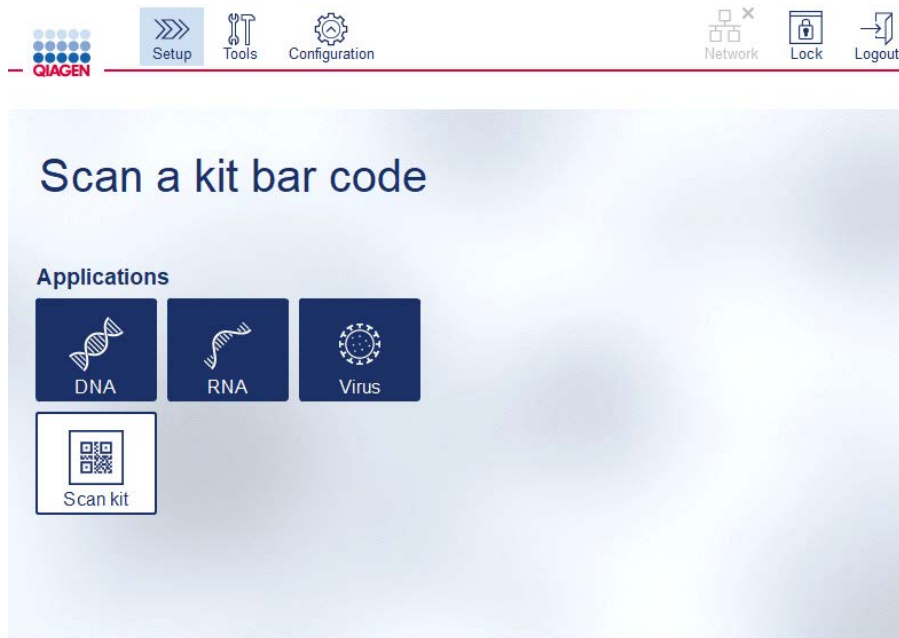 Setup
Tools
Configuration
Network
Lock
Logout
QIAGEN
Scan a kit bar code
Applications
DNA
RNA
Virus
Scan kit